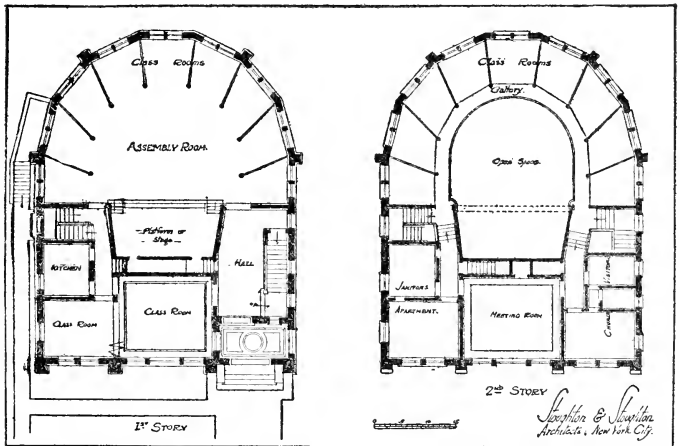 Class Rooms
Assembly Room.
Platform or
Stage
Kitchen
Hall
Class Room
Class Room
1st Story
Class Rooms
Gallery.
Open Space.
Janitors
Apartment.
Meeting Room
2nd Story
Stoughton & Stoughton
Architects, New York City.